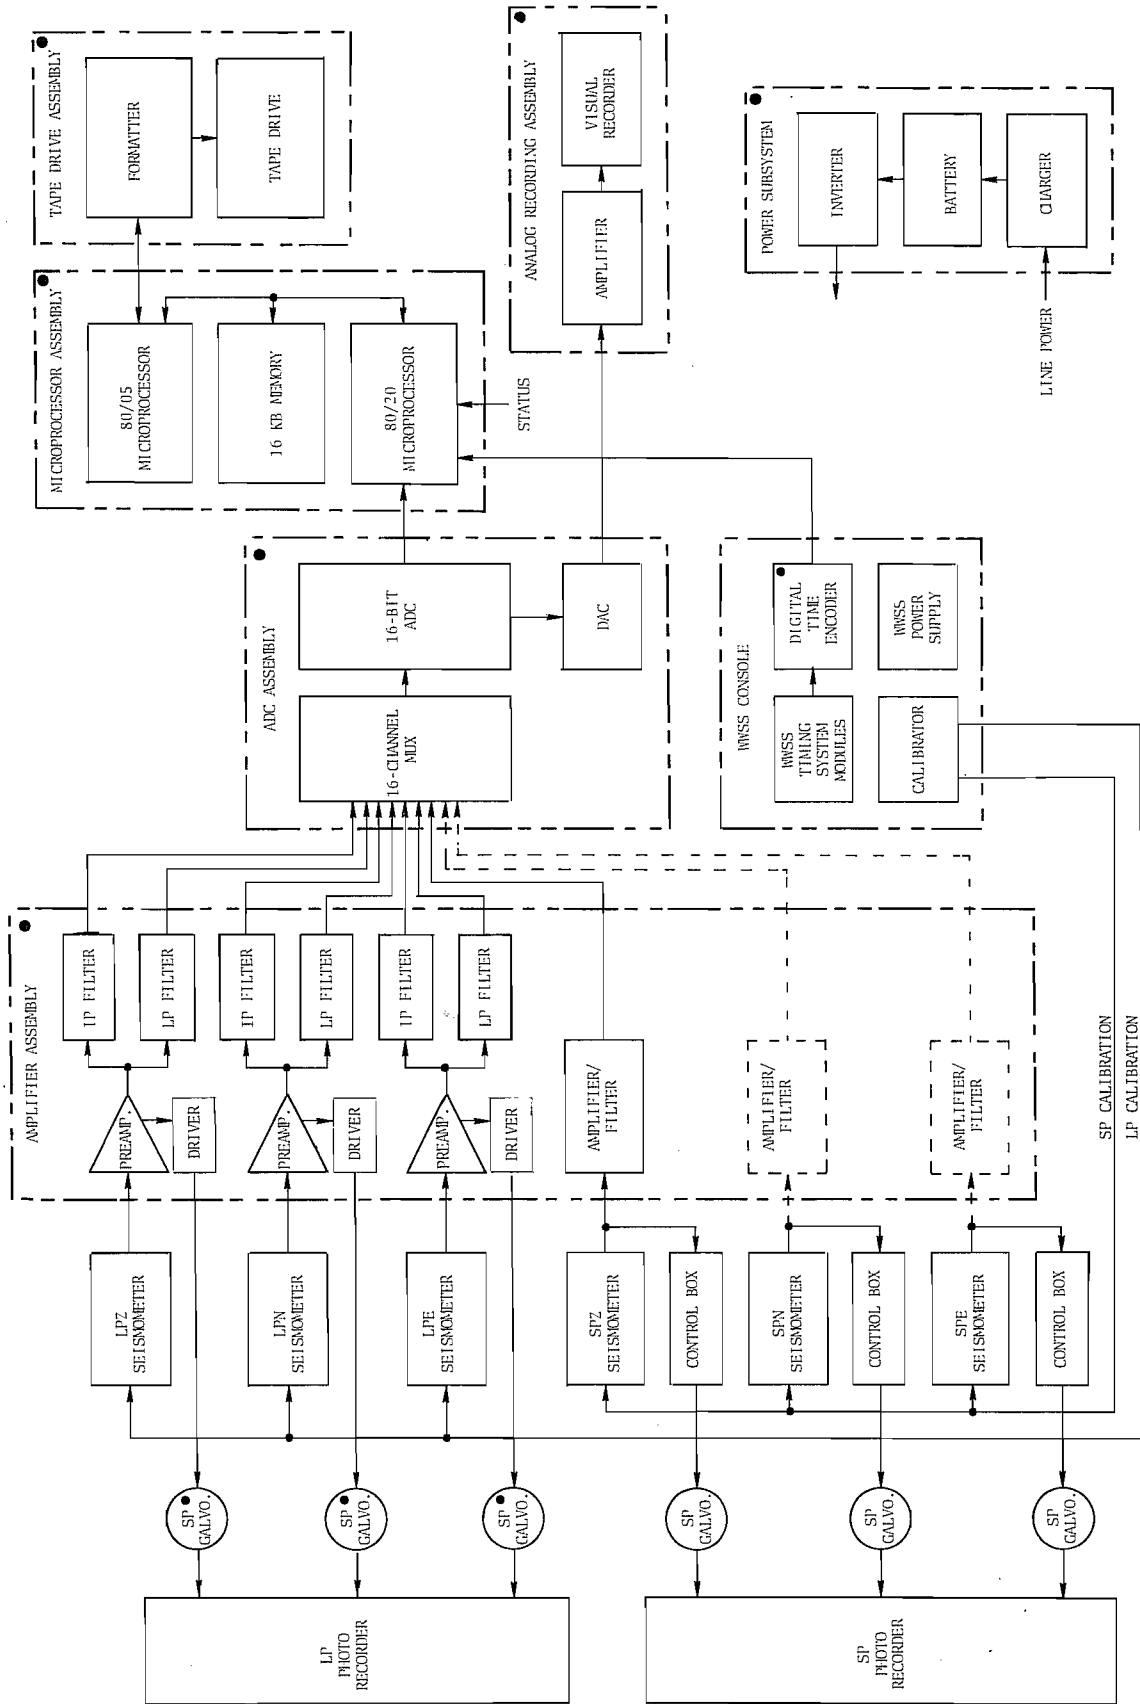 LP
PHOTO
RECORDER
SP
PHOTO
RECORDER
SP
GALVO.
SP
GALVO.
SP
GALVO.
SP
GALVO.
SP
GALVO.
SP
GALVO.
LPZ
SEISMOMETER
LPN
SEISMOMETER
LPE
SEISMOMETER
SPZ
SEISMOMETER
CONTROL BOX
SPN
SEISMOMETER
CONTROL BOX
SPE
SEISMOMETER
CONTROL BOX
AMPLIFIER ASSEMBLY
PREAMP.
DRIVER
PREAMP.
DRIVER
PREAMP.
DRIVER
IP FILTER
LP FILTER
IP FILTER
LP FILTER
IP FILTER
LP FILTER
AMPLIFIER/
FILTER
AMPLIFIER/
FILTER
AMPLIFIER/
FILTER
SP CALIBRATION
LP CALIBRATION
ADC ASSEMBLY
16-CHANNEL
MUX
16-BIT
ADC
DAC
WWSS CONSOLE
WWSS
TIMING
SYSTEM
MODULES
DIGITAL
TIME
ENCODER
CALIBRATOR
WWSS
POWER
SUPPLY
MICROPROCESSOR ASSEMBLY
80/05
MICROPROCESSOR
16 KB MEMORY
80/20
MICROPROCESSOR
STATUS
TAPE DRIVE ASSEMBLY
FORMATTER
TAPE DRIVE
ANALOG RECORDING ASSEMBLY
AMPLIFIER
VISUAL
RECORDER
POWER SUBSYSTEM
INVERTER
BATTERY
CHARGER
LINE POWER